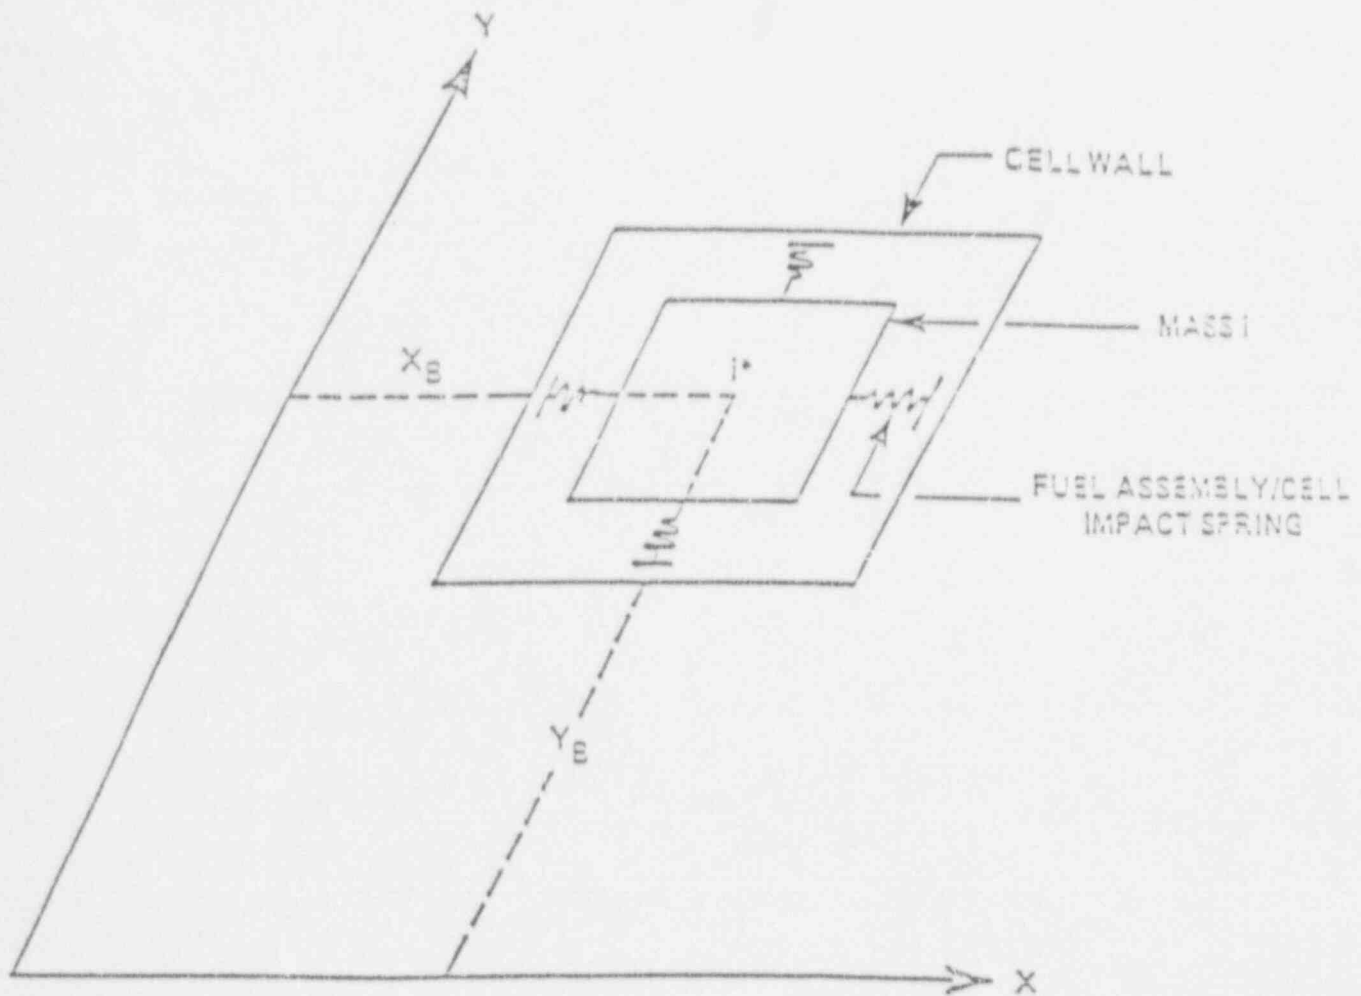 Y
CELL WALL
MASS i
X_B
i*
FUEL ASSEMBLY/CELL
IMPACT SPRING
Y_B
X